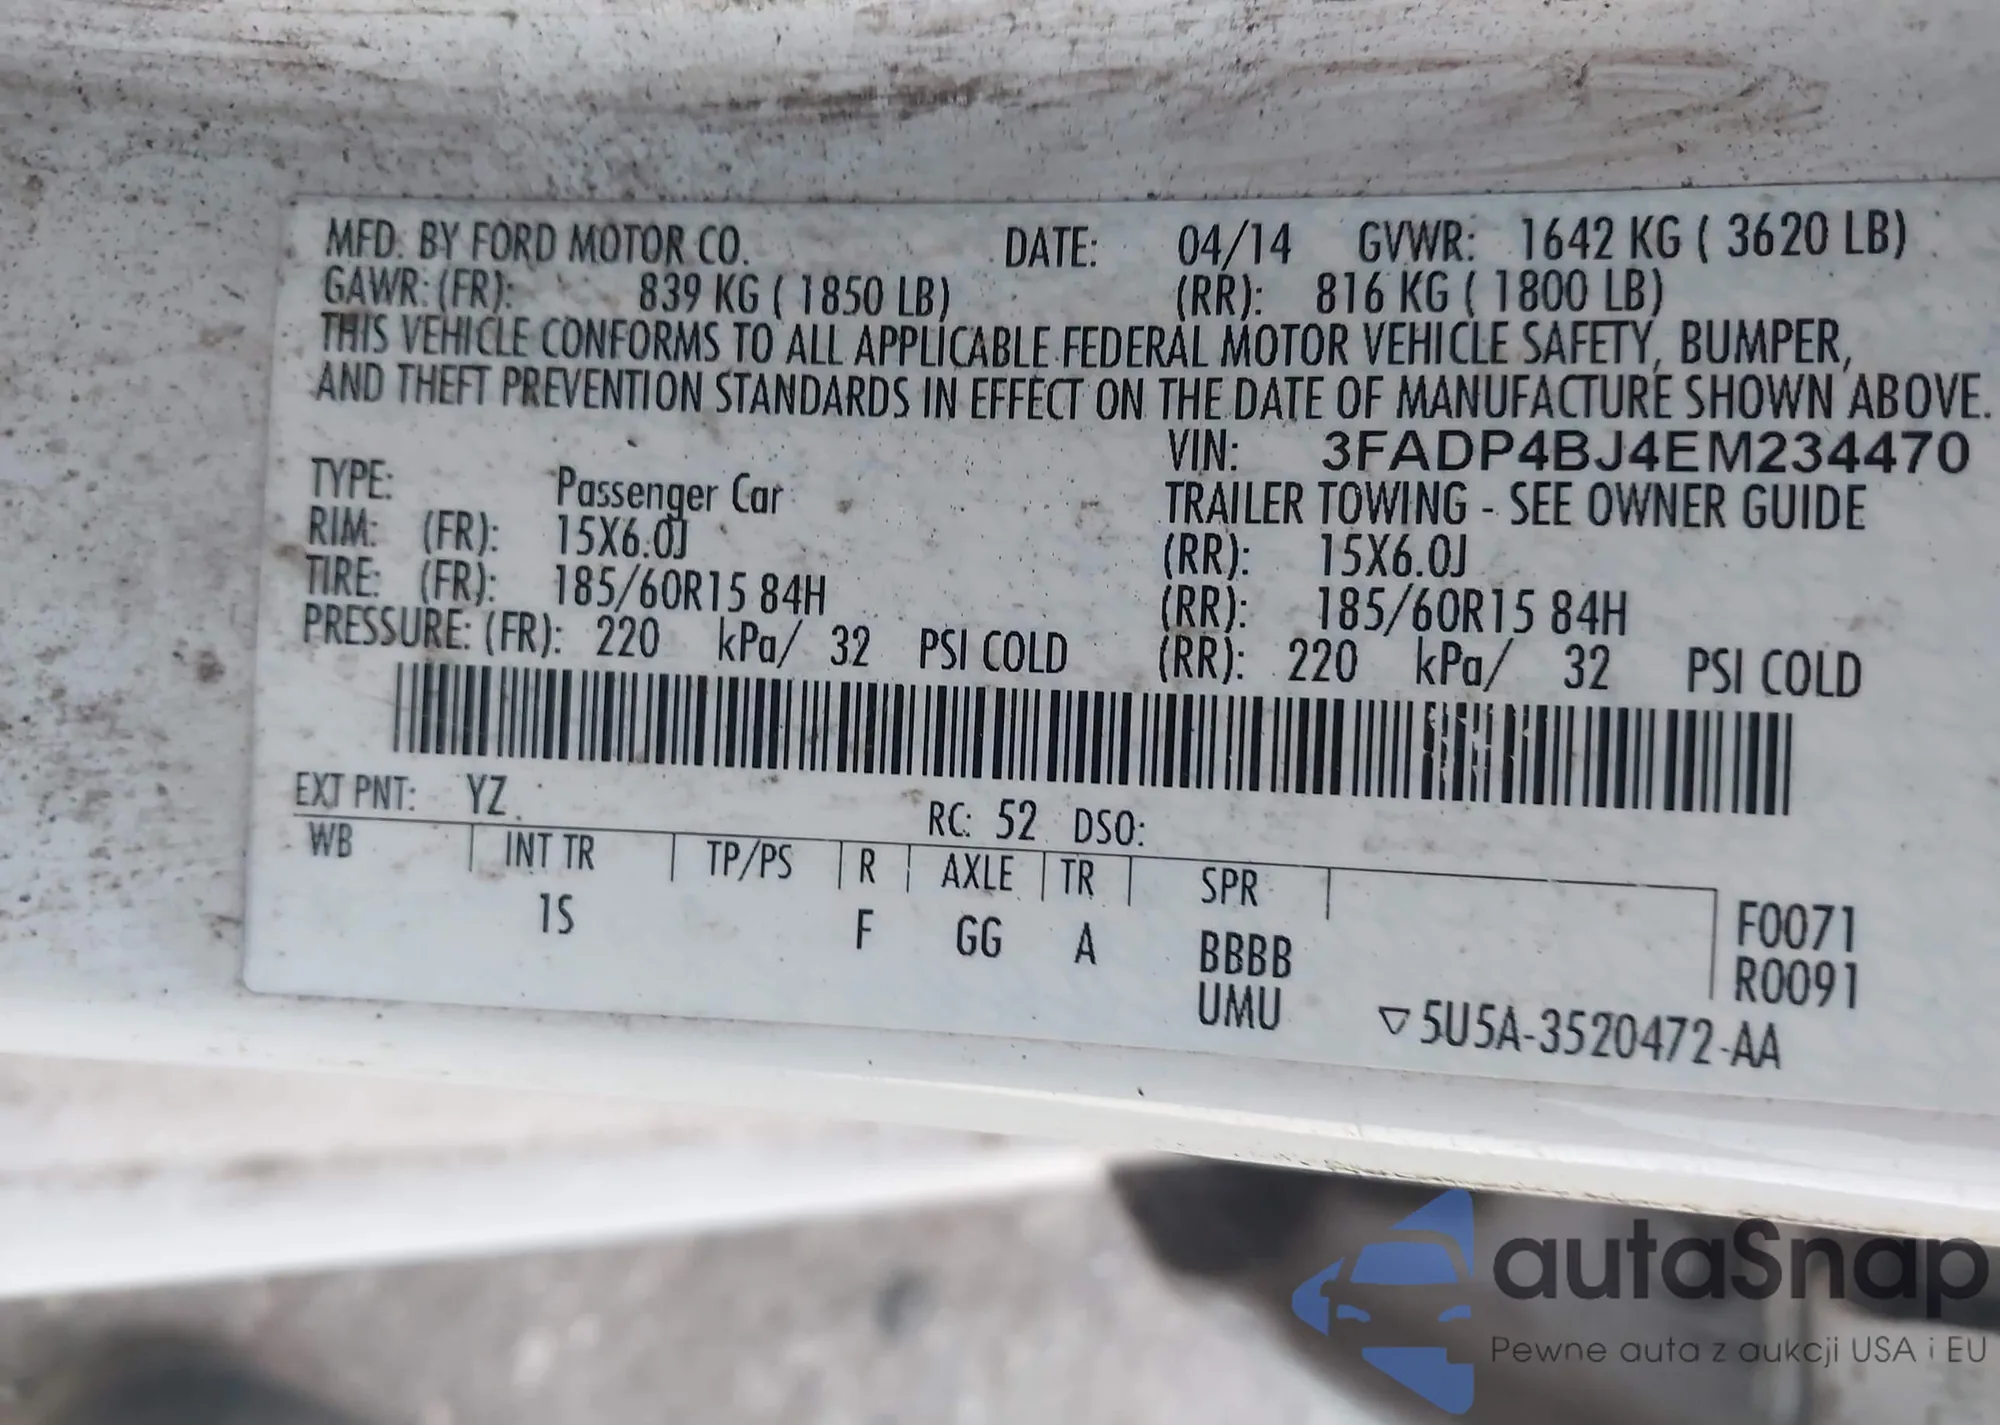 MFD. BY FORD MOTOR CO. DATE: 04/14 GVWR: 1642 KG ( 3620 LB)
GAWR: (FR): 839 KG ( 1850 LB) (RR): 816 KG ( 1800 LB)
THIS VEHICLE CONFORMS TO ALL APPLICABLE FEDERAL MOTOR VEHICLE SAFETY, BUMPER,
AND THEFT PREVENTION STANDARDS IN EFFECT ON THE DATE OF MANUFACTURE SHOWN ABOVE.
VIN: 3FADP4BJ4EM234470
TYPE: Passenger Car TRAILER TOWING - SEE OWNER GUIDE
RIM: (FR): 15X6.0J (RR): 15X6.0J
TIRE: (FR): 185/60R15 84H (RR): 185/60R15 84H
PRESSURE: (FR): 220 kPa/ 32 PSI COLD (RR): 220 kPa/ 32 PSI COLD
EXT PNT: YZ RC: 52 DSO:
WB INT TR TP/PS R AXLE TR SPR
1S F GG A BBBB F0071
UMU R0091
▽5U5A-3520472-AA
autaSnap
Pewne auta z aukcji USA i EU